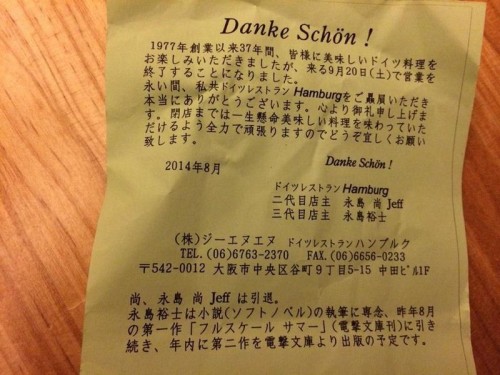 Danke Schön !
1977年創業以来37年間、皆様に美味しいドイツ料理を
お楽しみいただきましたが、来る9月20日(土)で営業を
終了することになりました。
永い間、私共ドイツレストランHamburgをご贔屓いただき
本当にありがとうございます。心より御礼申し上げま
す。閉店までは一生懸命美味しい料理を味わっていた
だけるよう全力で頑張りますのでどうぞ宜しくお願い
致します。
Danke Schön !
2014年8月
ドイツレストランHamburg
二代目店主 永島 尚 Jeff
三代目店主 永島裕士
(株)ジーエヌエヌ ドイツレストラン ハンブルク
TEL. (06)6763-2370 FAX. (06)6656-0233
〒542-0012 大阪市中央区谷町9丁目5-15 中田ビル1F
尚、永島 尚 Jeff は引退。
永島裕士は小説(ソフトノベル)の執筆に専念、昨年8月
の第一作「フルスケール サマー」(電撃文庫刊)に引き
続き、年内に第二作を電撃文庫より出版の予定です。